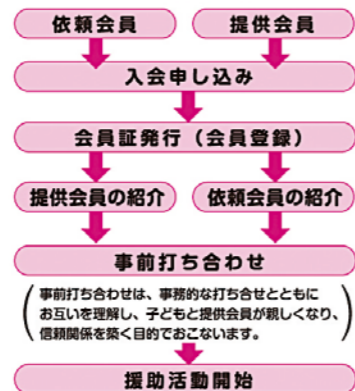 依頼会員
提供会員
入会申し込み
会員証発行（会員登録）
提供会員の紹介
依頼会員の紹介
事前打ち合わせ
事前打ち合わせは、事務的な打ち合せとともに
お互いを理解し、子どもと提供会員が親しくなり、
信頼関係を築く目的でおこないます。
援助活動開始